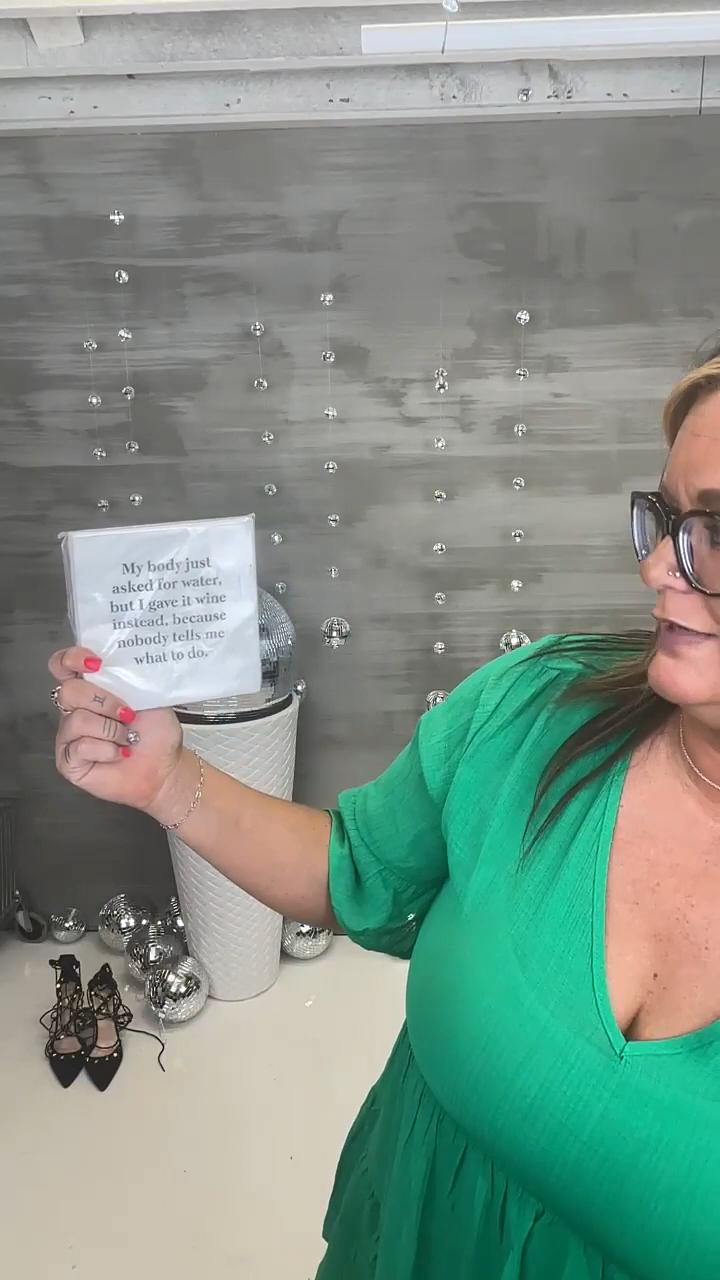 My body just
asked for water,
but I gave it wine
instead, because
nobody tells me
what to do.